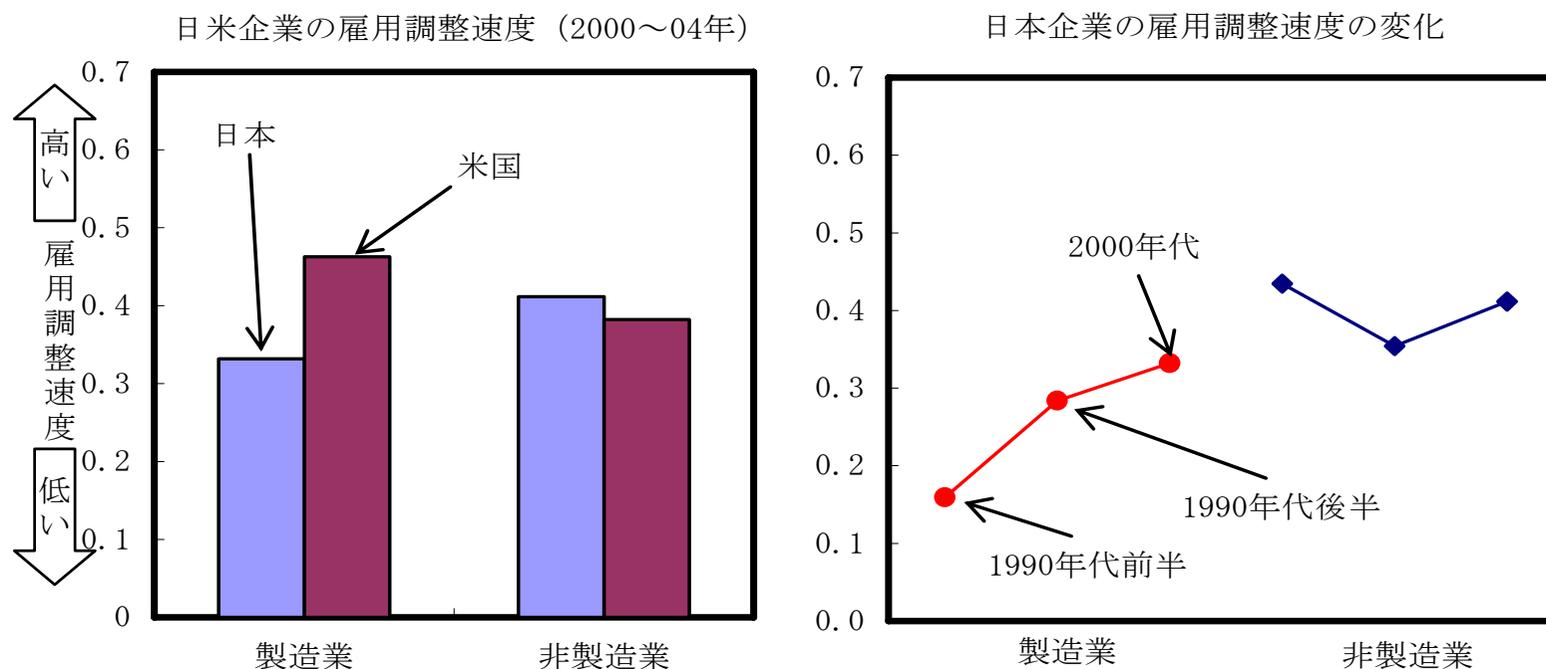 日米企業の雇用調整速度（2000～04年）
高い
雇用調整速度
低い
0.7
0.6
0.5
0.4
0.3
0.2
0.1
0
日本
米国
製造業
非製造業
日本企業の雇用調整速度の変化
0.7
0.6
0.5
0.4
0.3
0.2
0.1
0.0
2000年代
1990年代後半
1990年代前半
製造業
非製造業